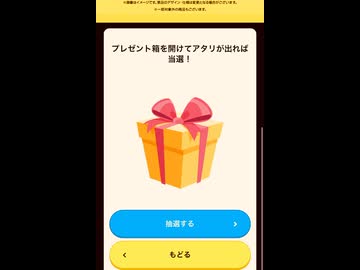 ※画像はイメージです。景品のデザイン・仕様は変更となる場合がございます。
※一部対象外の商品もございます。
プレゼント箱を開けてアタリが出れば
当選！
抽選する
もどる